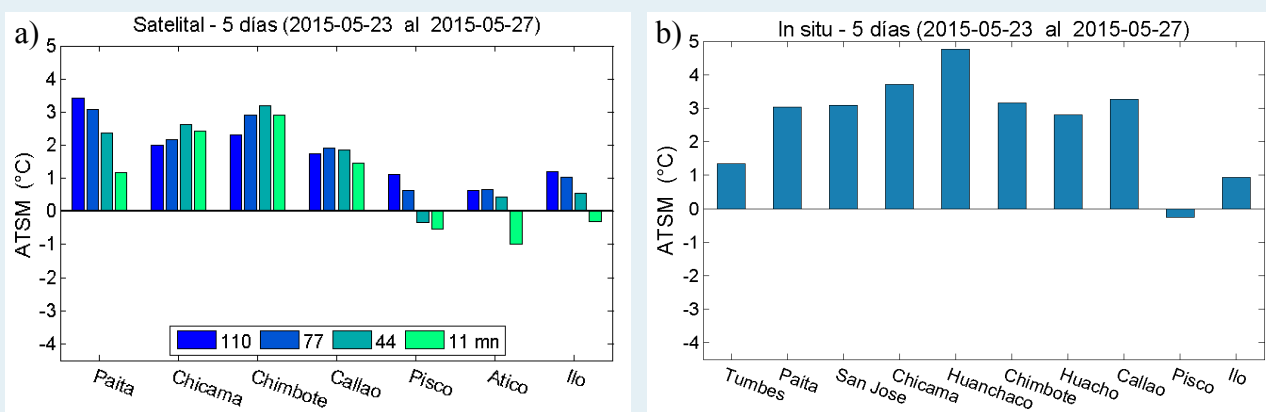 a)
Satelital - 5 días (2015-05-23 al 2015-05-27)
5
4
3
2
1
0
-1
-2
-3
-4
ATSM (°C)
110 77 44 11 mn
Paita Chicama Chimbote Callao Pisco Atico Ilo
b)
In situ - 5 días (2015-05-23 al 2015-05-27)
5
4
3
2
1
0
-1
-2
-3
-4
ATSM (°C)
Tumbes Paita San Jose Chicama Huanchaco Chimbote Huacho Callao Pisco Ilo